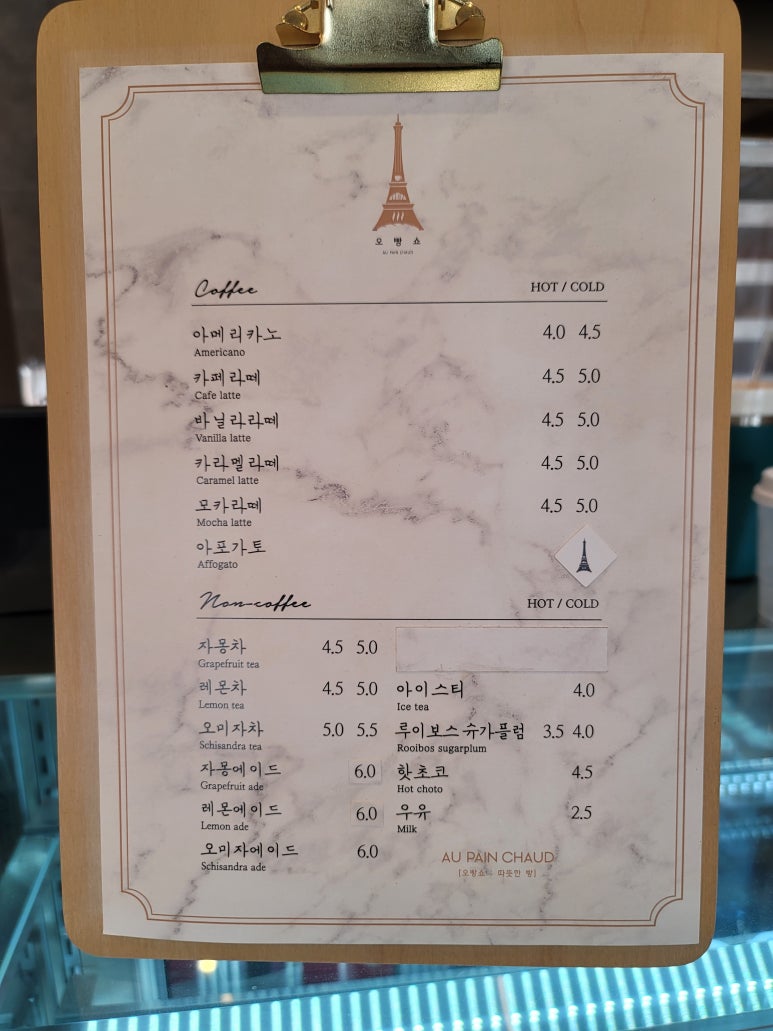 오 빵 쇼
AU PAIN CHAUD
Coffee HOT / COLD
아메리카노 4.0 4.5
Americano
카페라떼 4.5 5.0
Cafe latte
바닐라라떼 4.5 5.0
Vanilla latte
카라멜라떼 4.5 5.0
Caramel latte
모카라떼 4.5 5.0
Mocha latte
아포가토
Affogato
Non-coffee HOT / COLD
자몽차 4.5 5.0
Grapefruit tea
레몬차 4.5 5.0
Lemon tea
오미자차 5.0 5.5
Schisandra tea
자몽에이드 6.0
Grapefruit ade
레몬에이드 6.0
Lemon ade
오미자에이드 6.0
Schisandra ade
아이스티 4.0
Ice tea
루이보스슈가플럼 3.5 4.0
Rooibos sugarplum
핫초코 4.5
Hot choto
우유 2.5
Milk
AU PAIN CHAUD
[오빵쇼 : 따뜻한 빵]